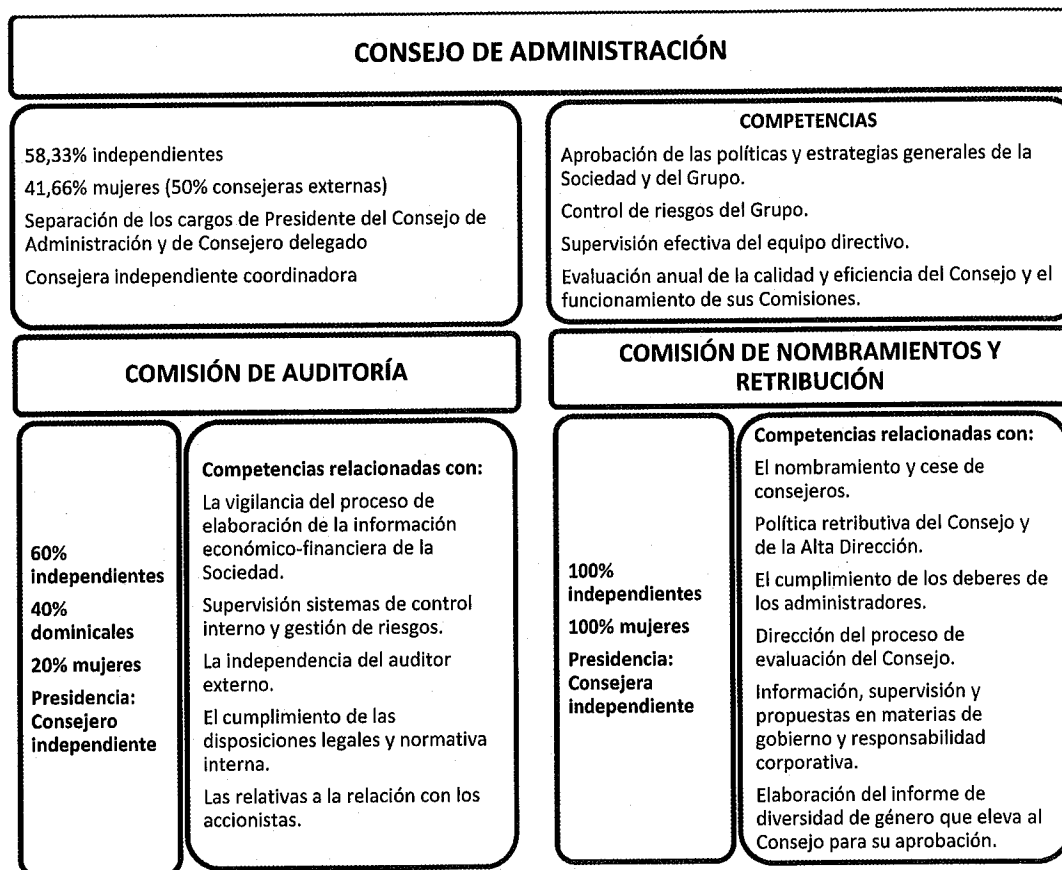 CONSEJO DE ADMINISTRACIÓN
58,33% independientes
41,66% mujeres (50% consejeras externas)
Separación de los cargos de Presidente del Consejo de
Administración y de Consejero delegado
Consejera independiente coordinadora
COMPETENCIAS
Aprobación de las políticas y estrategias generales de la
Sociedad y del Grupo.
Control de riesgos del Grupo.
Supervisión efectiva del equipo directivo.
Evaluación anual de la calidad y eficiencia del Consejo y el
funcionamiento de sus Comisiones.
COMISIÓN DE AUDITORÍA
60%
independientes
40%
dominicales
20% mujeres
Presidencia:
Consejero
independiente
Competencias relacionadas con:
La vigilancia del proceso de
elaboración de la información
económico-financiera de la
Sociedad.
Supervisión sistemas de control
interno y gestión de riesgos.
La independencia del auditor
externo.
El cumplimiento de las
disposiciones legales y normativa
interna.
Las relativas a la relación con los
accionistas.
COMISIÓN DE NOMBRAMIENTOS Y
RETRIBUCIÓN
100%
independientes
100% mujeres
Presidencia:
Consejera
independiente
Competencias relacionadas con:
El nombramiento y cese de
consejeros.
Política retributiva del Consejo y
de la Alta Dirección.
El cumplimiento de los deberes de
los administradores.
Dirección del proceso de
evaluación del Consejo.
Información, supervisión y
propuestas en materias de
gobierno y responsabilidad
corporativa.
Elaboración del informe de
diversidad de género que eleva al
Consejo para su aprobación.